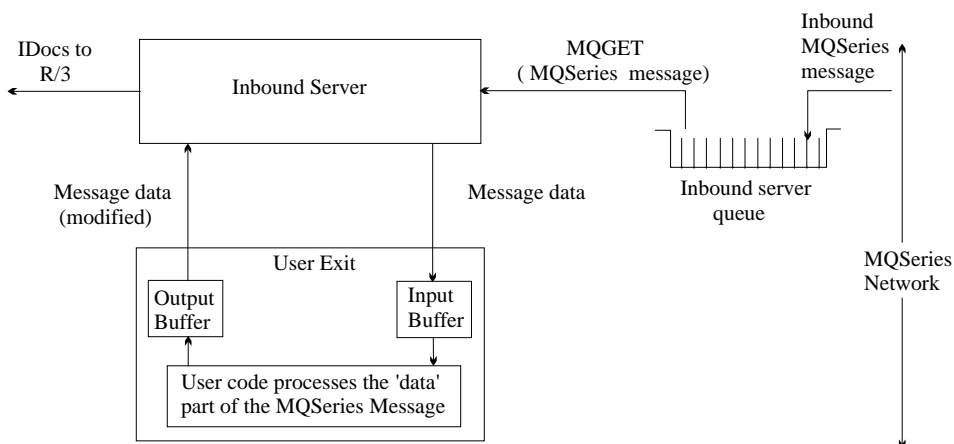 IDocs to
R/3
Inbound Server
MQGET
( MQSeries message)
Inbound
MQSeries
message
Message data
(modified)
Message data
Inbound server
queue
MQSeries
Network
User Exit
Output
Buffer
Input
Buffer
User code processes the 'data'
part of the MQSeries Message